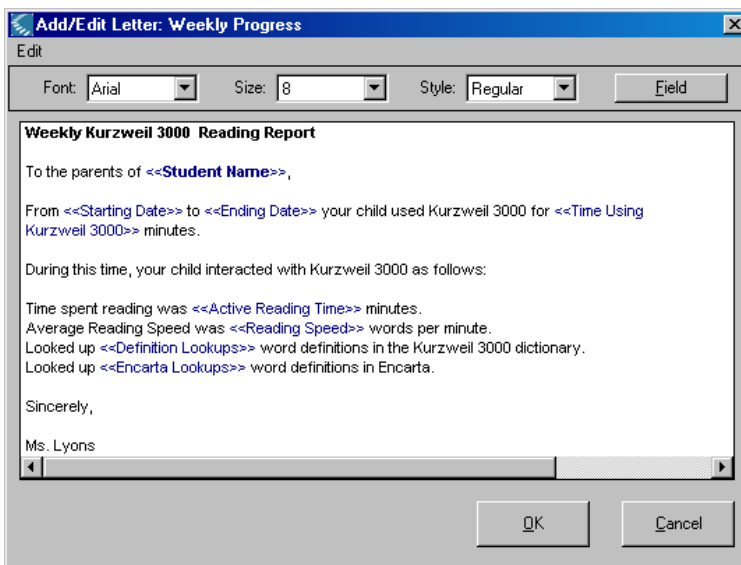 Add/Edit Letter: Weekly Progress
Edit
Font: Arial Size: 8 Style: Regular Field
Weekly Kurzweil 3000 Reading Report
To the parents of <<Student Name>>,
From <<Starting Date>> to <<Ending Date>> your child used Kurzweil 3000 for <<Time Using
Kurzweil 3000>> minutes.
During this time, your child interacted with Kurzweil 3000 as follows:
Time spent reading was <<Active Reading Time>> minutes.
Average Reading Speed was <<Reading Speed>> words per minute.
Looked up <<Definition Lookups>> word definitions in the Kurzweil 3000 dictionary.
Looked up <<Encarta Lookups>> word definitions in Encarta.
Sincerely,
Ms. Lyons
OK Cancel